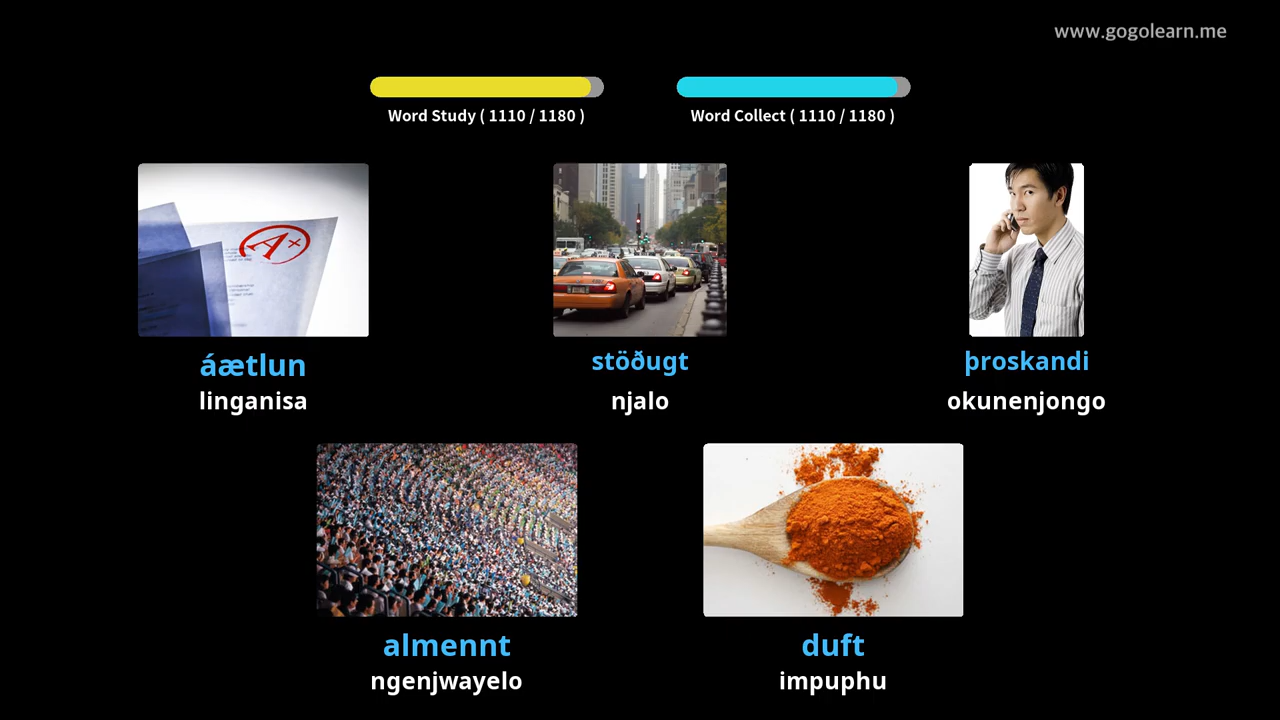 www.gogolearn.me
Word Study ( 1110 / 1180 )
Word Collect ( 1110 / 1180 )
A+
áætlun
linganisa
stöðugt
njalo
þroskandi
okunenjongo
almennt
ngenjwayelo
duft
impuphu